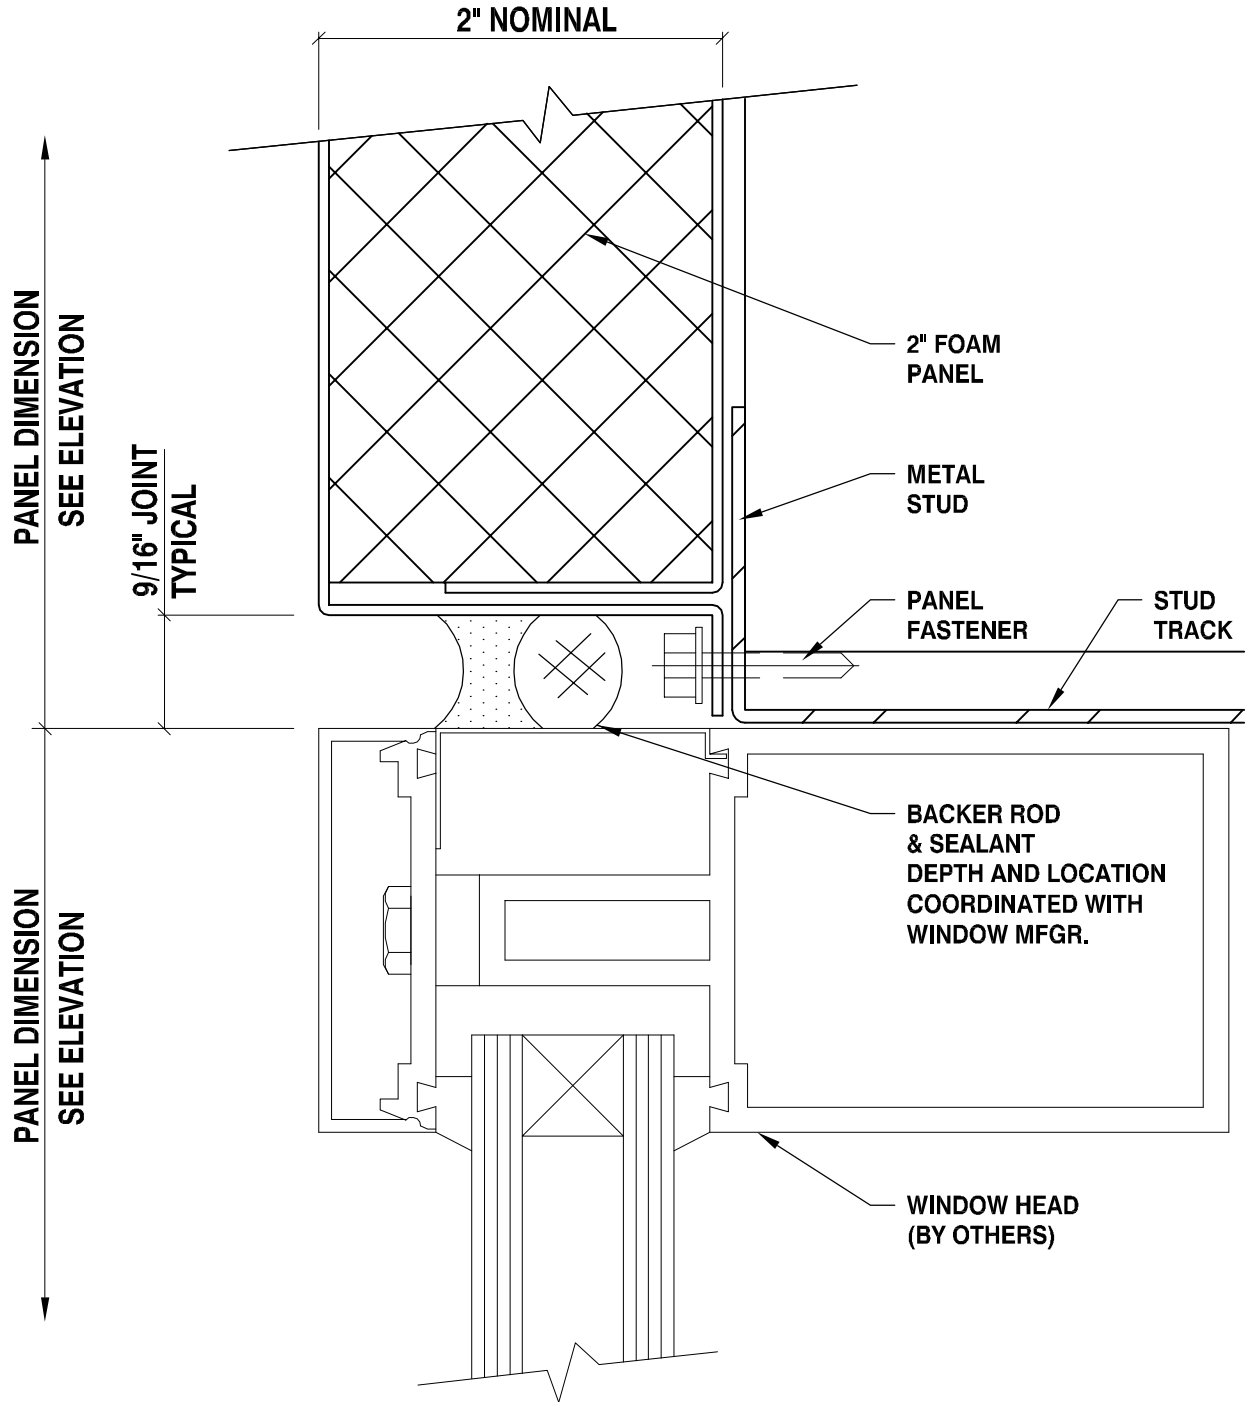 2" NOMINAL
PANEL DIMENSION
SEE ELEVATION
9/16" JOINT
TYPICAL
2" FOAM
PANEL
METAL
STUD
PANEL
FASTENER
STUD
TRACK
BACKER ROD
& SEALANT
DEPTH AND LOCATION
COORDINATED WITH
WINDOW MFGR.
PANEL DIMENSION
SEE ELEVATION
WINDOW HEAD
(BY OTHERS)